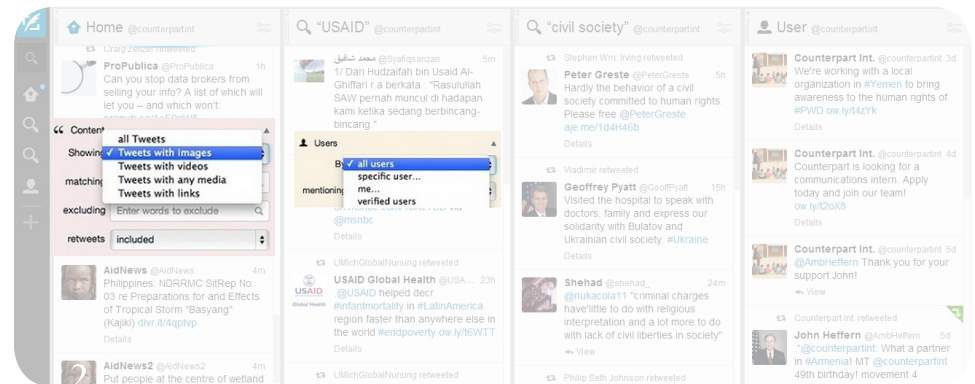 1
Home @counterpartint
Craig Zelizer retweeted
ProPublica @ProPublica 1h
Can you stop data brokers from
selling your info? A list of which will
let you – and which won't:
Content
Showing
all Tweets
✓ Tweets with images
Tweets with videos
Tweets with any media
Tweets with links
matching
excluding Enter words to exclude
retweets included
AidNews @AidNews 4m
Philippines: NDRRMC SitRep No.
03 re Preparations for and Effects
of Tropical Storm "Basyang"
(Kajiki) dlvr.it/4qptvp
Details
AidNews2 @AidNews2 4m
Put people at the centre of wetland
2
"USAID" @counterpartint
محمد شافيق @Syafiqsarizan 5m
1/ Dari Hudzaifah bin Usaid Al-
Ghiffari r.a berkata : "Rasulullah
SAW pernah muncul di hadapan
kami ketika sedang berbincang-
bincang."
Users
By
✓ all users
specific user...
me...
verified users
mentioning
via
@msnbc
Details
UMichGlobalNursing retweeted
USAID Global Health @USA... 23h
.@USAID helped decr
#infantmortality in #LatinAmerica
region faster than anywhere else in
the world #endpoverty ow.ly/t6WTT
Details
USAID
Global Health
UMichGlobalNursing retweeted
3
"civil society" @counterpartint
Stephen Wm. Irving retweeted
Peter Greste @PeterGreste 5h
Hardly the behavior of a civil
society committed to human rights.
Please free @PeterGreste
aje.me/1d4H46b
Details
Vladimir retweeted
Geoffrey Pyatt @GeoffPyatt 15h
Visited the hospital to speak with
doctors, family and express our
solidarity with Bulatov and
Ukrainian civil society. #Ukraine
Details
Shehad @shehad_ 24m
@nukacola11 "criminal charges
have'little to do with religious
interpretation and a lot more to do
with lack of civil liberties in society"
View
Philip Seth Johnson retweeted
4
User @counterpartint
Counterpart Int. @counterpartint 3d
We're working with a local
organization in #Yemen to bring
awareness to the human rights of
#PWD ow.ly/t4zYk
Details
Counterpart Int. @counterpartint 4d
Counterpart is looking for a
communications intern. Apply
today and join our team!
ow.ly/t2oX8
Details
Counterpart Int. @counterpartint 5d
@AmbHeffern Thank you for your
support John!
View
Counterpart Int. retweeted
John Heffern @AmbHeffern 5d
"@counterpartint: What a partner
in #Armenia! MT @counterpartint
49th birthday! movement 4